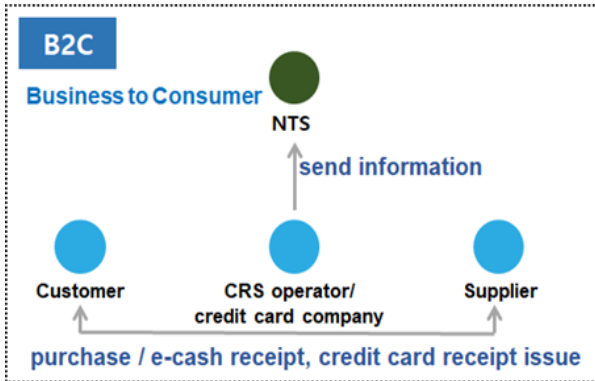 B2C
Business to Consumer
NTS
send information
Customer
CRS operator/
credit card company
Supplier
purchase / e-cash receipt, credit card receipt issue